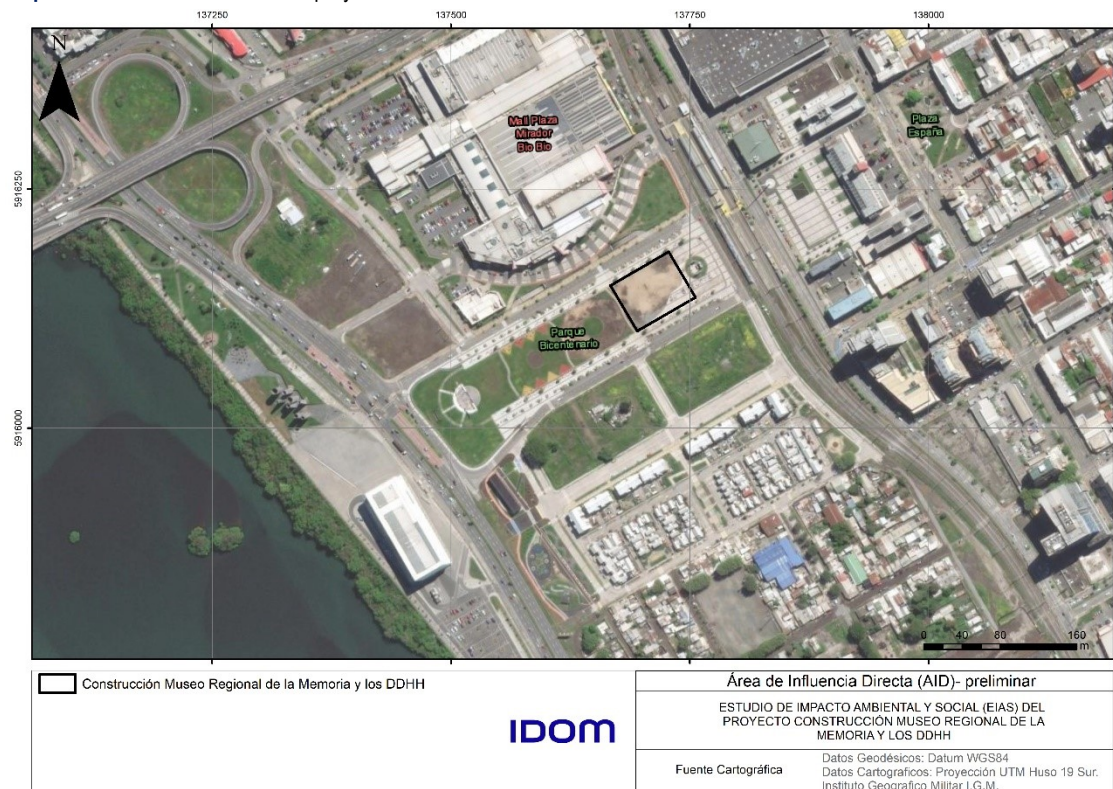 137250 137500 137750 138000
N
5916250
5916000
Mall Plaza
Mirador
Bio Bio
Plaza
España
Parque
Bicentenario
0 40 80 160
m
Construcción Museo Regional de la Memoria y los DDHH
IDOM
Área de Influencia Directa (AID)- preliminar
ESTUDIO DE IMPACTO AMBIENTAL Y SOCIAL (EIAS) DEL
PROYECTO CONSTRUCCIÓN MUSEO REGIONAL DE LA
MEMORIA Y LOS DDHH
Fuente Cartográfica
Datos Geodésicos: Datum WGS84
Datos Cartograficos: Proyección UTM Huso 19 Sur.
Instituto Geografico Militar I.G.M.